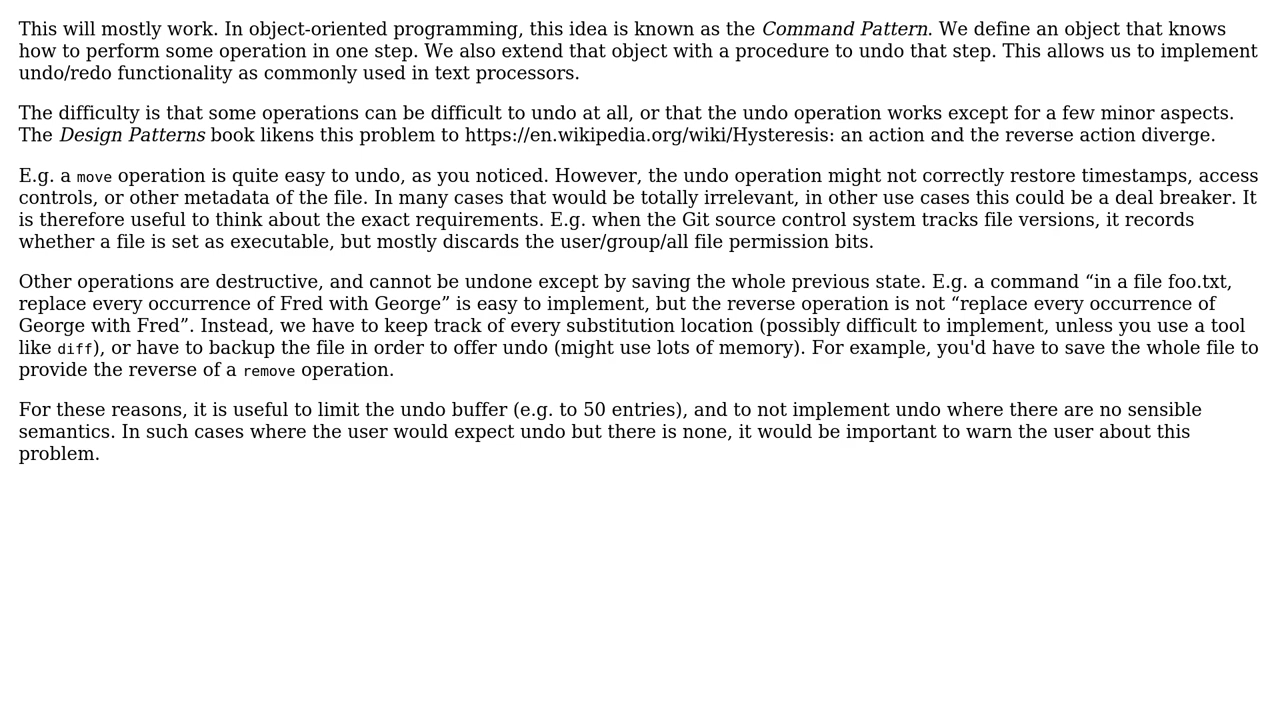 This will mostly work. In object-oriented programming, this idea is known as the Command Pattern. We define an object that knows
how to perform some operation in one step. We also extend that object with a procedure to undo that step. This allows us to implement
undo/redo functionality as commonly used in text processors.
The difficulty is that some operations can be difficult to undo at all, or that the undo operation works except for a few minor aspects.
The Design Patterns book likens this problem to https://en.wikipedia.org/wiki/Hysteresis: an action and the reverse action diverge.
E.g. a move operation is quite easy to undo, as you noticed. However, the undo operation might not correctly restore timestamps, access
controls, or other metadata of the file. In many cases that would be totally irrelevant, in other use cases this could be a deal breaker. It
is therefore useful to think about the exact requirements. E.g. when the Git source control system tracks file versions, it records
whether a file is set as executable, but mostly discards the user/group/all file permission bits.
Other operations are destructive, and cannot be undone except by saving the whole previous state. E.g. a command “in a file foo.txt,
replace every occurrence of Fred with George” is easy to implement, but the reverse operation is not “replace every occurrence of
George with Fred”. Instead, we have to keep track of every substitution location (possibly difficult to implement, unless you use a tool
like diff), or have to backup the file in order to offer undo (might use lots of memory). For example, you'd have to save the whole file to
provide the reverse of a remove operation.
For these reasons, it is useful to limit the undo buffer (e.g. to 50 entries), and to not implement undo where there are no sensible
semantics. In such cases where the user would expect undo but there is none, it would be important to warn the user about this
problem.